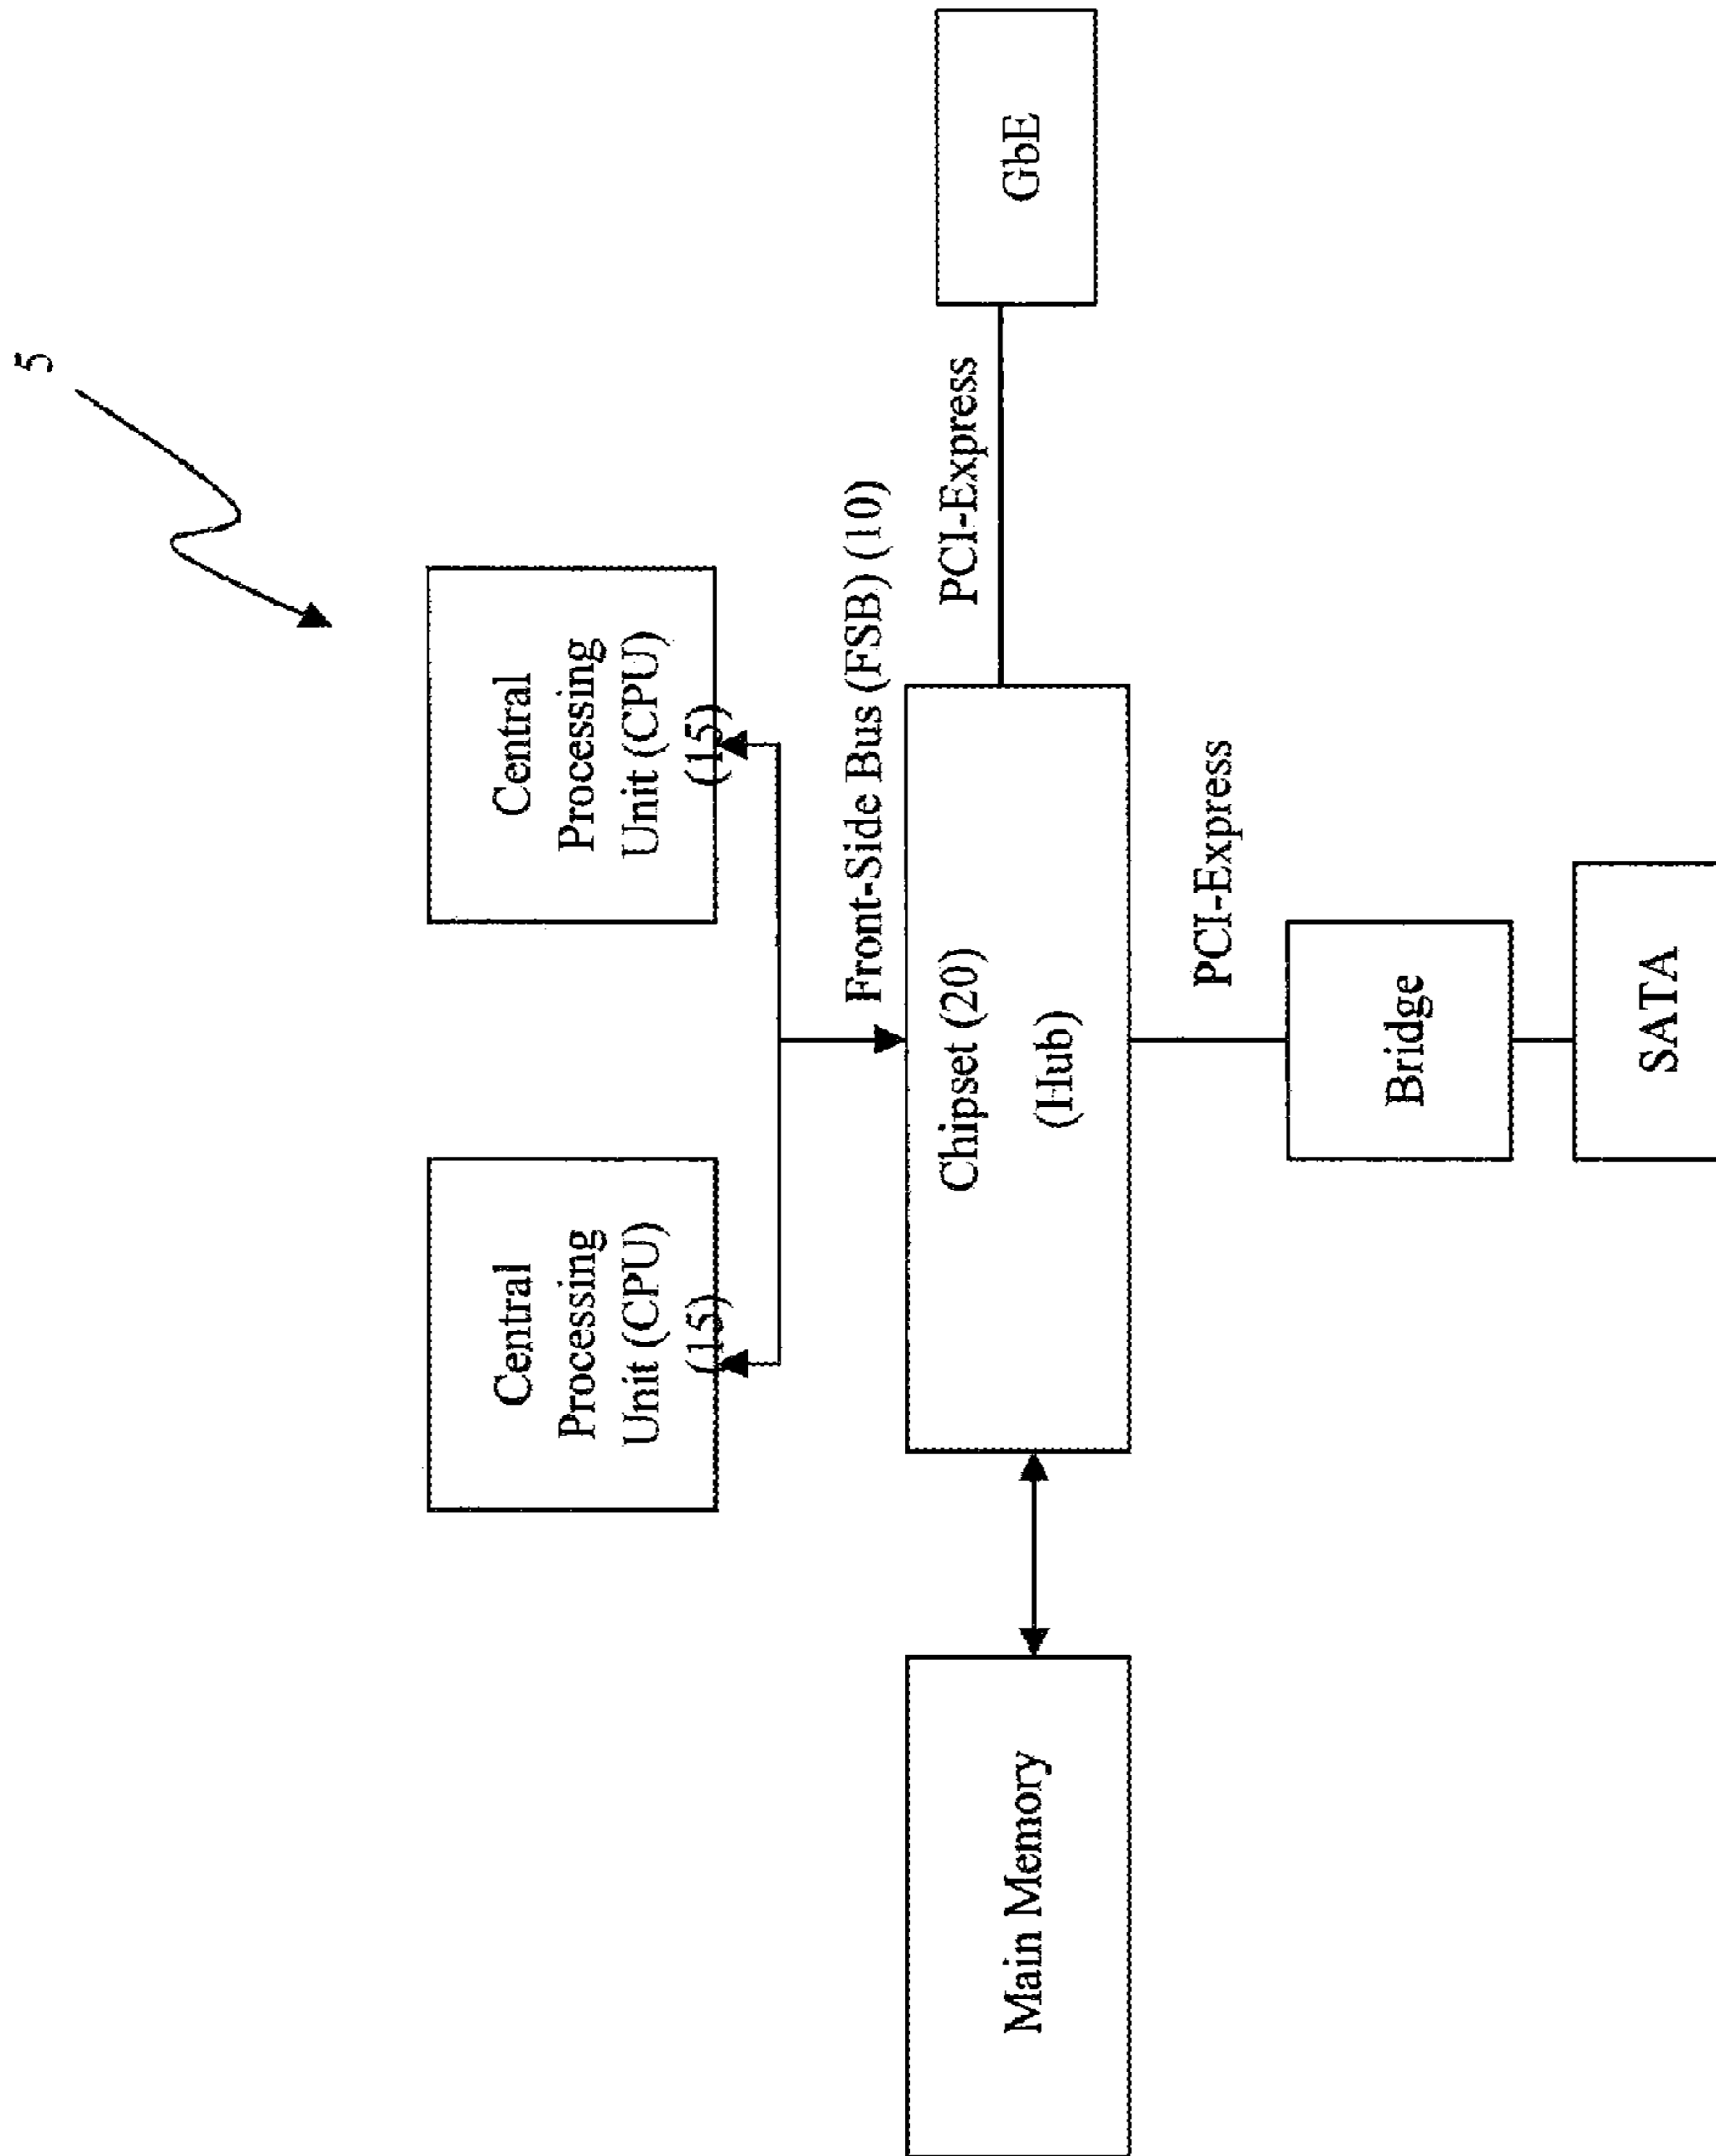 5
Central
Processing
Unit (CPU)
(15)
Central
Processing
Unit (CPU)
(15)
Front-Side Bus (FSB) (10)
Main Memory
Chipset (20)
(Hub)
PCI-Express
GbE
PCI-Express
Bridge
SATA